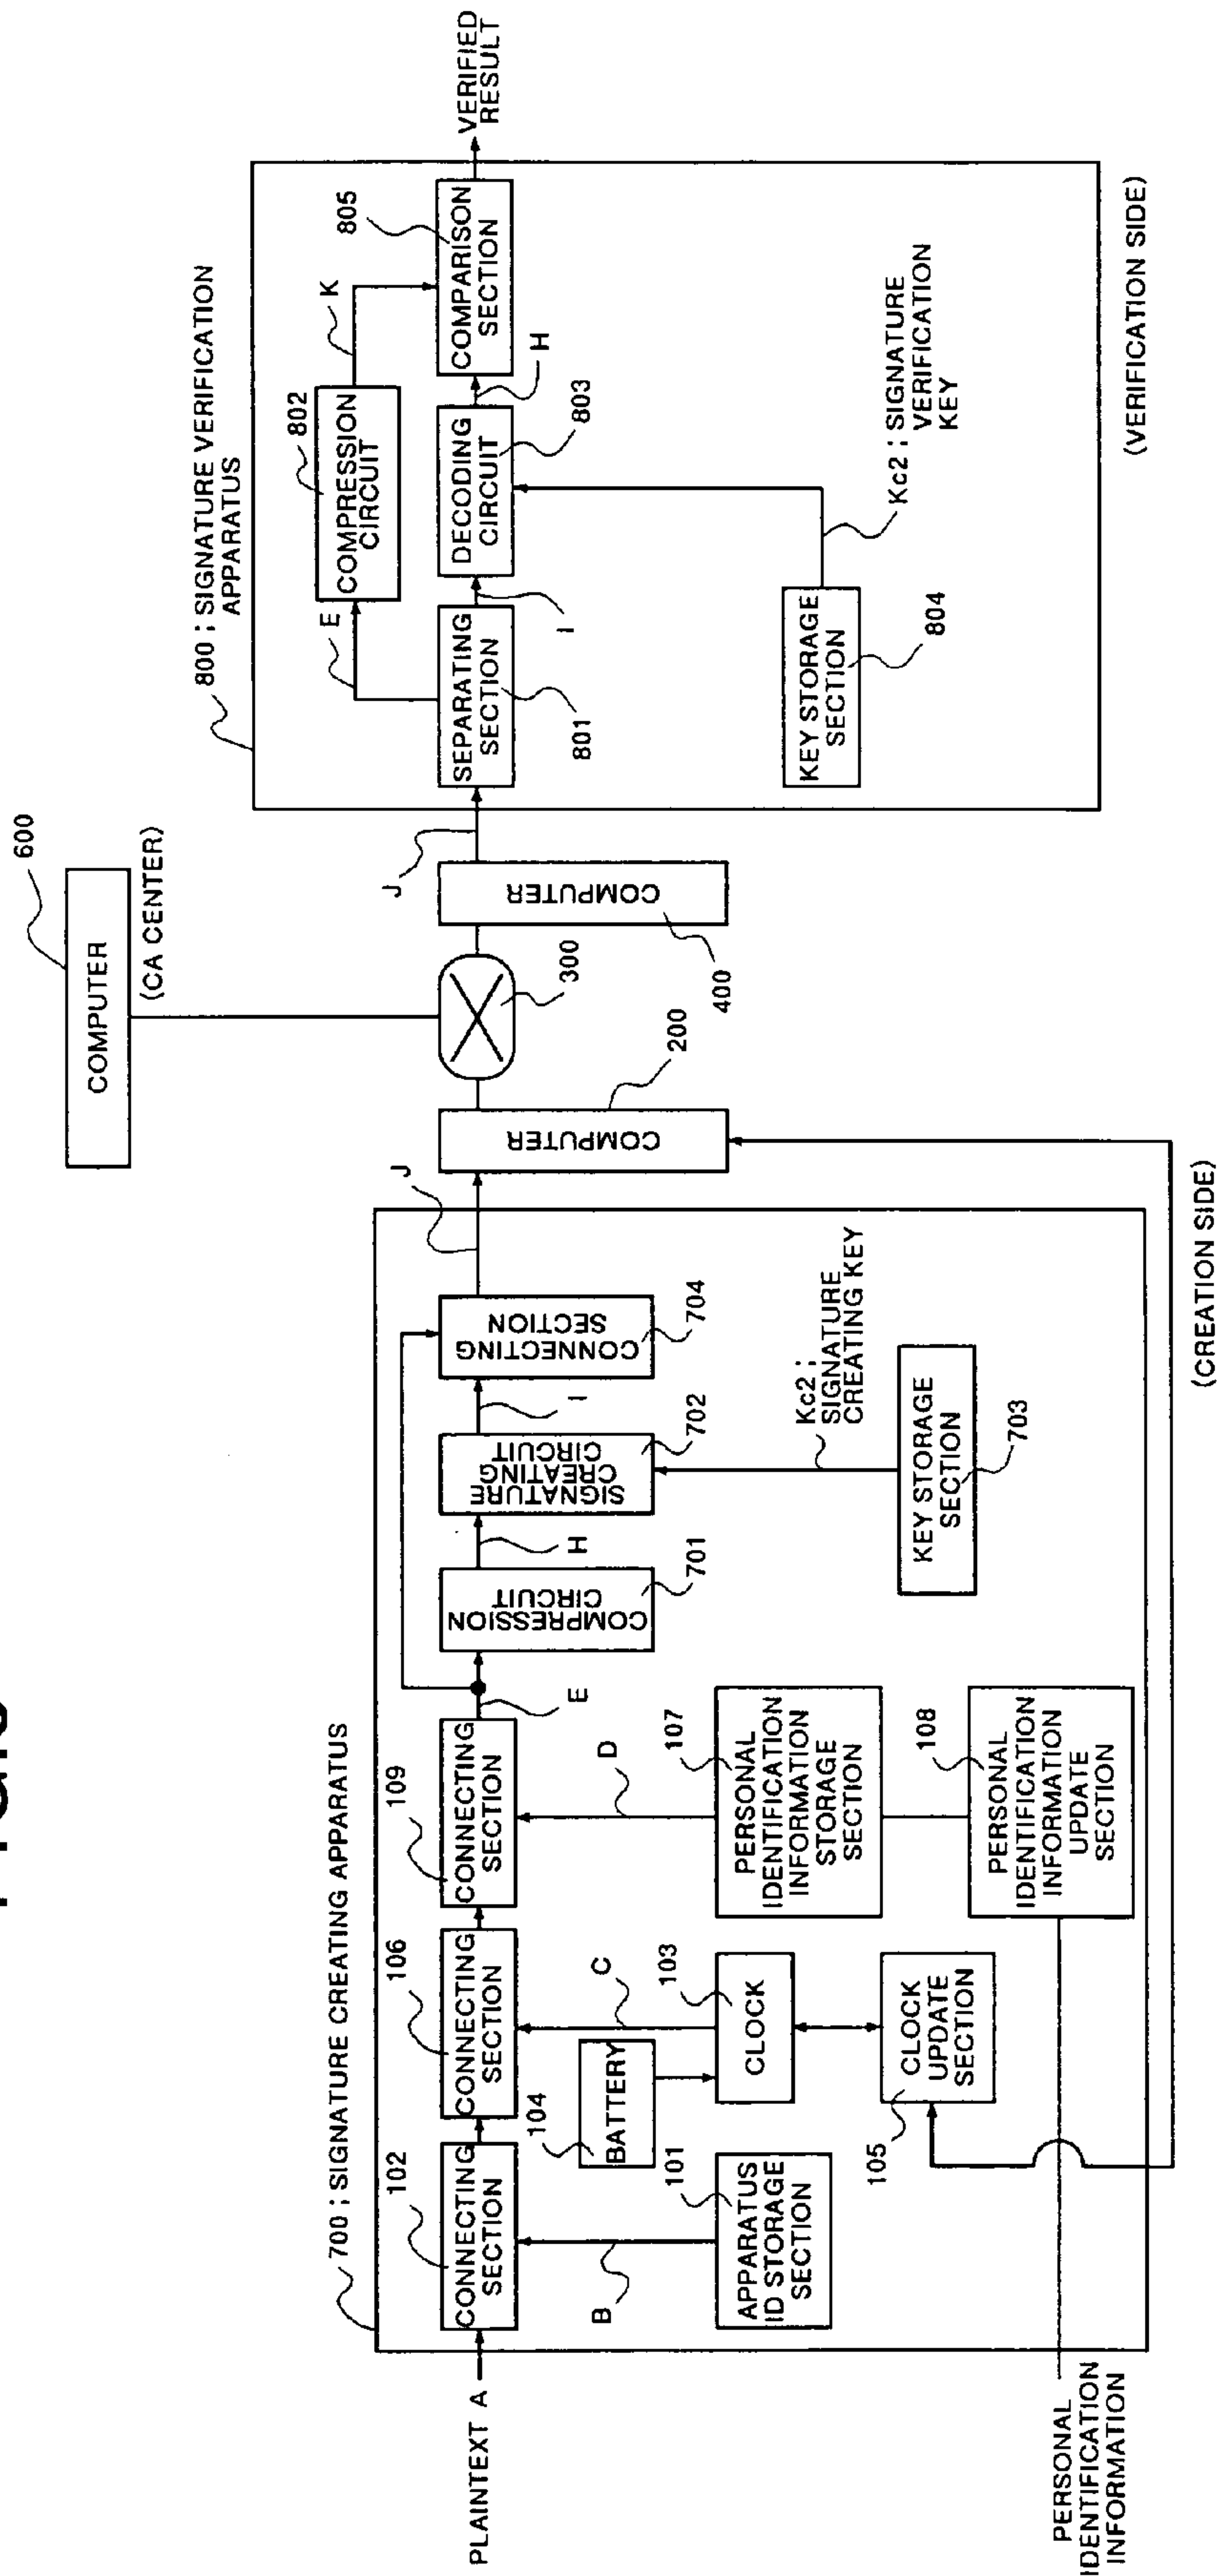 PLAINTEXT A
PERSONAL
IDENTIFICATION
INFORMATION
700 ; SIGNATURE CREATING APPARATUS
102
CONNECTING
SECTION
B
101
APPARATUS
ID STORAGE
SECTION
104
BATTERY
106
CONNECTING
SECTION
C
103
CLOCK
105
CLOCK
UPDATE
SECTION
109
CONNECTING
SECTION
D
107
PERSONAL
IDENTIFICATION
INFORMATION
STORAGE
SECTION
108
PERSONAL
IDENTIFICATION
INFORMATION
UPDATE
SECTION
E
COMPRESSION
CIRCUIT
701
H
SIGNATURE
CREATING
CIRCUIT
702
I
CONNECTING
SECTION
704
Kc2 ;
SIGNATURE
CREATING KEY
KEY STORAGE
SECTION
703
J
(CREATION SIDE)
COMPUTER
200
300
COMPUTER
400
600
COMPUTER
(CA CENTER)
J
800 ; SIGNATURE VERIFICATION
APPARATUS
SEPARATING
SECTION
801
E
I
802
COMPRESSION
CIRCUIT
K
DECODING
CIRCUIT
803
H
805
COMPARISON
SECTION
KEY STORAGE
SECTION
804
Kc2 ; SIGNATURE
VERIFICATION
KEY
(VERIFICATION SIDE)
VERIFIED
RESULT